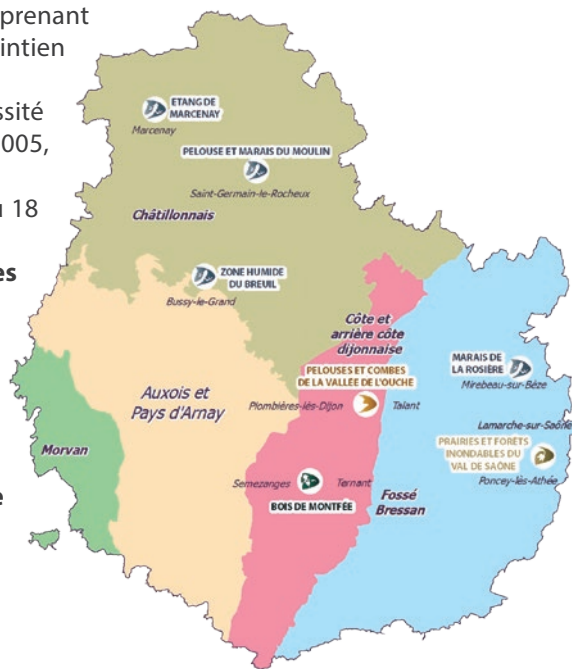 prenant
intien
ssité
005,
u 18
es
e
ETANG DE
MARCENAY
Marcenay
PELOUSE ET MARAIS DU MOULIN
Saint-Germain-le-Rocheux
Châtillonnais
ZONE HUMIDE
DU BREUIL
Bussy-le-Grand
Côte et
arrière côte
dijonnaise
PELOUSES ET COMBES
DE LA VALLÉE DE L'OUCHE
Plombières-lès-Dijon
Talant
MARAIS DE
LA ROSIÈRE
Mirebeau-sur-Bèze
Auxois et
Pays d'Arnay
Lamarche-sur-Saône
PRAIRIES ET FORÊTS
INONDABLES DU
VAL DE SAÔNE
Poncey-lès-Athée
Morvan
Semezanges
Ternant
BOIS DE MONTFÉE
Fossé
Bressan